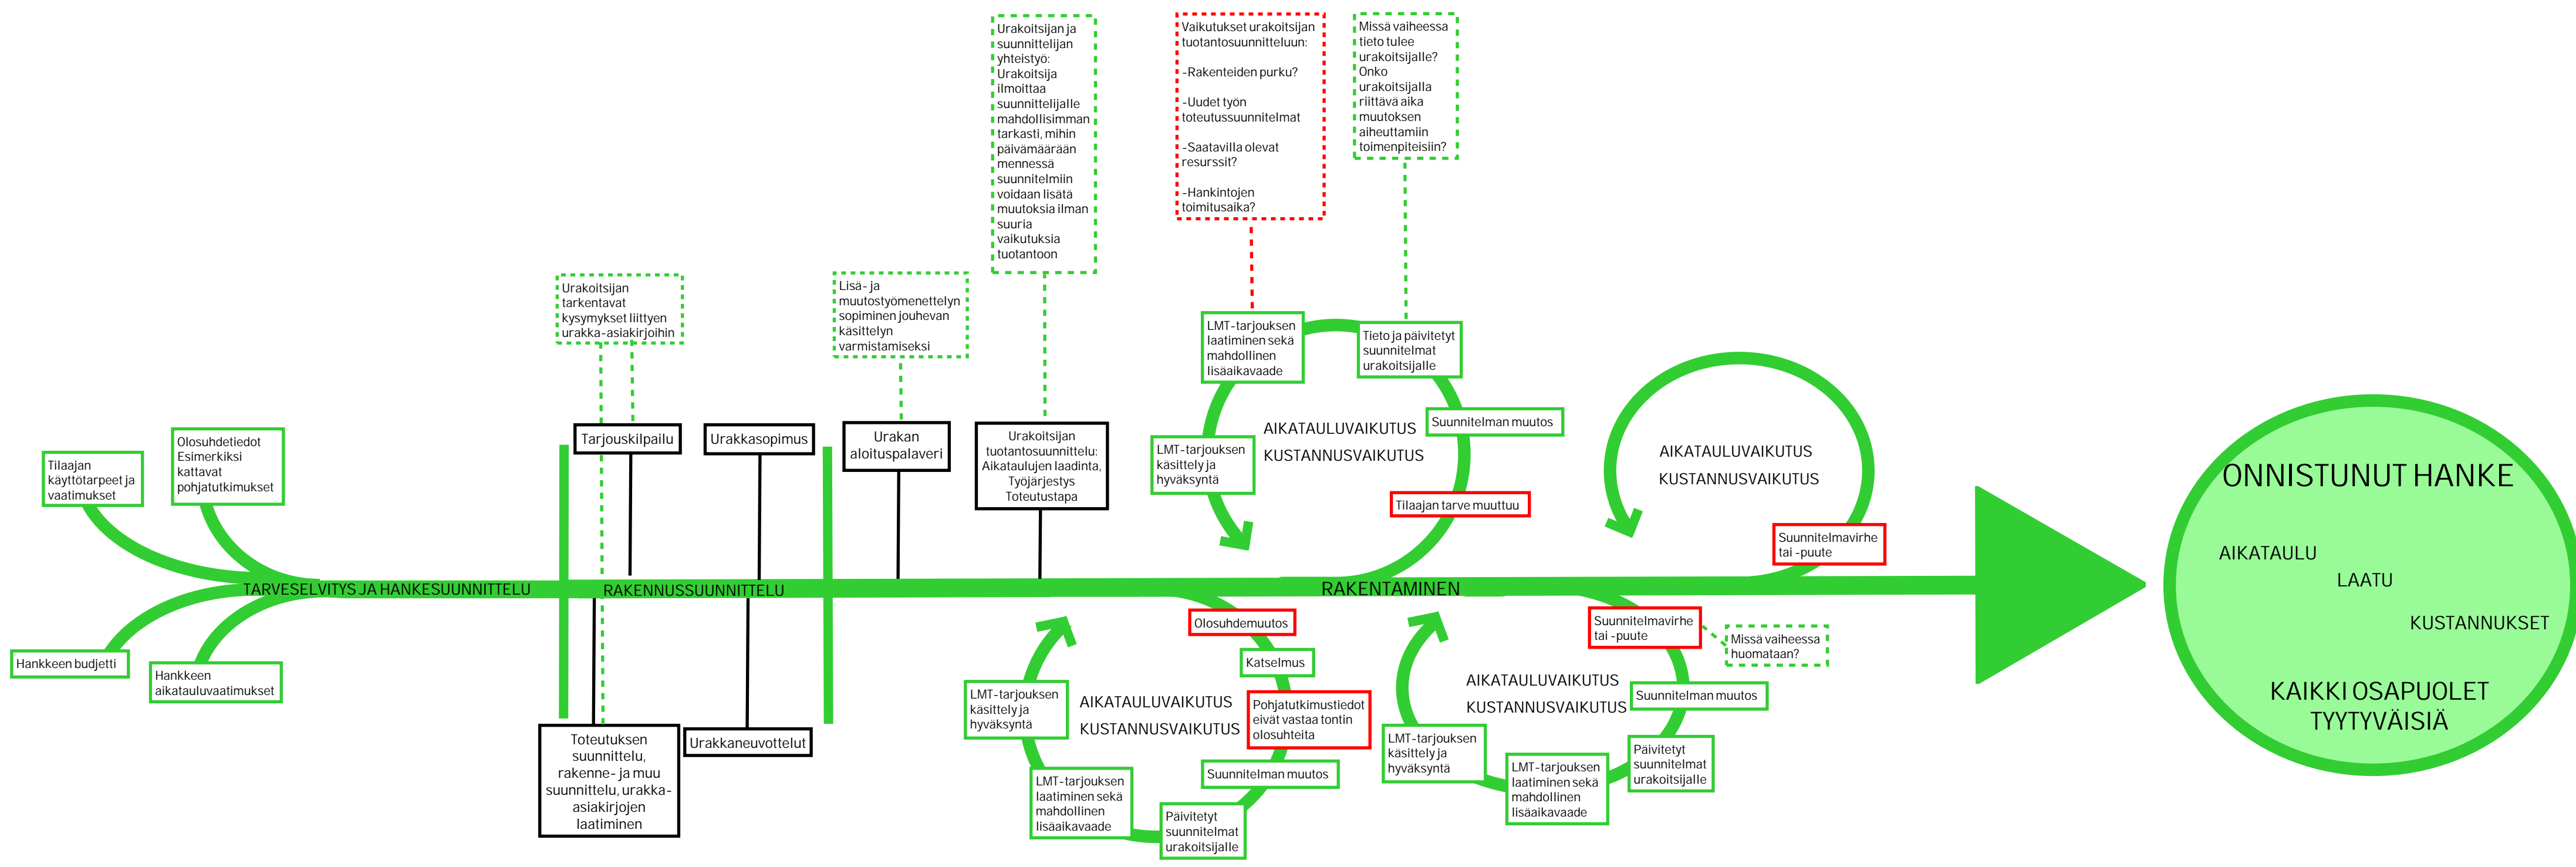 Urakoitsijan ja
suunnittelijan
yhteistyö:
Urakoitsija
ilmoittaa
suunnittelijalle
mahdollisimman
tarkasti, mihin
päivämäärään
mennessä
suunnitelmiin
voidaan lisätä
muutoksia ilman
suuria
vaikutuksia
tuotantoon
Vaikutukset urakoitsijan
tuotantosuunnitteluun:
-Rakenteiden purku?
-Uudet työn
toteutussuunnitelmat
-Saatavilla olevat
resurssit?
-Hankintojen
toimitusaika?
Missä vaiheessa
tieto tulee
urakoitsijalle?
Onko
urakoitsijalla
riittävä aika
muutoksen
aiheuttamiin
toimenpiteisiin?
Urakoitsijan
tarkentavat
kysymykset liittyen
urakka-asiakirjoihin
Lisä- ja
muutostyömenettelyn
sopiminen jouhevan
käsittelyn
varmistamiseksi
Tilaajan
käyttötarpeet ja
vaatimukset
Olosuhdetiedot
Esimerkiksi
kattavat
pohjatutkimukset
Tarjouskilpailu
Urakkasopimus
Urakan
aloituspalaveri
Urakoitsijan
tuotantosuunnittelu:
Aikataulujen laadinta,
Työjärjestys
Toteutustapa
LMT-tarjouksen
laatiminen sekä
mahdollinen
lisäaikavaade
Tieto ja päivitetyt
suunnitelmat
urakoitsijalle
LMT-tarjouksen
käsittely ja
hyväksyntä
AIKATAULUVAIKUTUS
KUSTANNUSVAIKUTUS
Suunnitelman muutos
Tilaajan tarve muuttuu
AIKATAULUVAIKUTUS
KUSTANNUSVAIKUTUS
Suunnitelmavirhe
tai -puute
TARVESELVITYS JA HANKESUUNNITTELU
RAKENNUSSUUNNITTELU
RAKENTAMINEN
Hankkeen budjetti
Hankkeen
aikatauluvaatimukset
Toteutuksen
suunnittelu,
rakenne- ja muu
suunnittelu, urakka-
asiakirjojen
laatiminen
Urakkaneuvottelut
Olosuhdemuutos
Katselmus
Pohjatutkimustiedot
eivät vastaa tontin
olosuhteita
LMT-tarjouksen
käsittely ja
hyväksyntä
AIKATAULUVAIKUTUS
KUSTANNUSVAIKUTUS
Suunnitelman muutos
LMT-tarjouksen
laatiminen sekä
mahdollinen
lisäaikavaade
Päivitetyt
suunnitelmat
urakoitsijalle
Suunnitelmavirhe
tai -puute
Missä vaiheessa
huomataan?
AIKATAULUVAIKUTUS
KUSTANNUSVAIKUTUS
Suunnitelman muutos
LMT-tarjouksen
käsittely ja
hyväksyntä
LMT-tarjouksen
laatiminen sekä
mahdollinen
lisäaikavaade
Päivitetyt
suunnitelmat
urakoitsijalle
ONNISTUNUT HANKE
AIKATAULU
LAATU
KUSTANNUKSET
KAIKKI OSAPUOLET
TYYTYVÄISIÄ